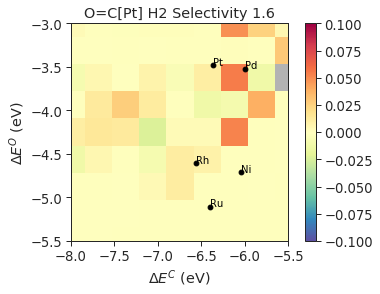 O=C[Pt] H2 Selectivity 1.6
−3.0
−3.5
−4.0
−4.5
−5.0
−5.5
ΔE^O (eV)
Pt
Pd
Rh
Ni
Ru
−8.0 −7.5 −7.0 −6.5 −6.0 −5.5
ΔE^C (eV)
0.100
0.075
0.050
0.025
0.000
−0.025
−0.050
−0.075
−0.100